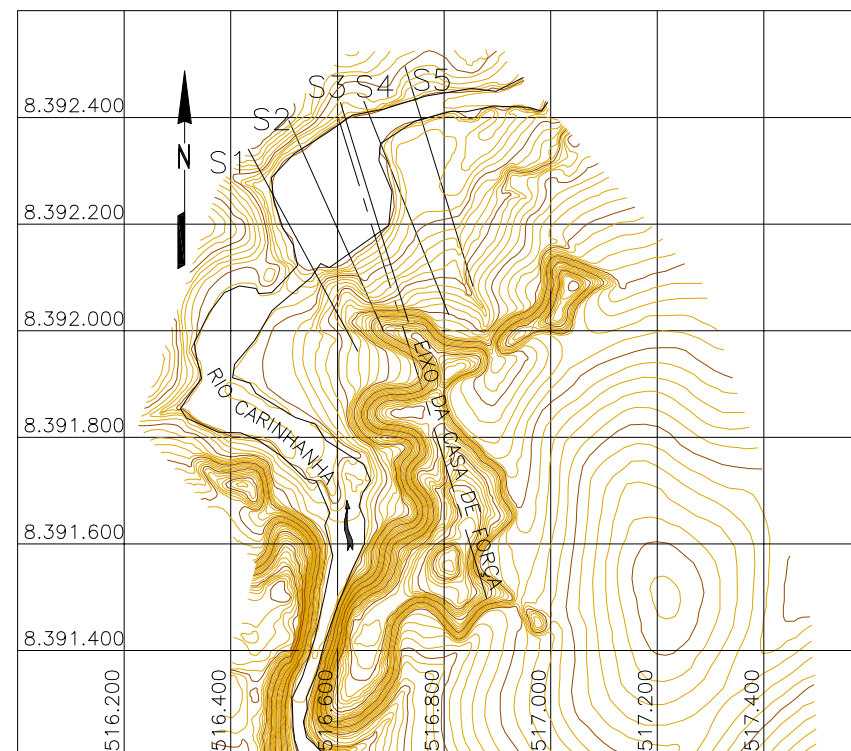 S5
S3
S4
8.392.400
S2
N
S1
8.392.200
8.392.000
EIXO DA CASA DE FORÇA
RIO CARINHANHA
8.391.800
8.391.600
8.391.400
516.200
516.400
516.600
516.800
517.000
517.200
517.400